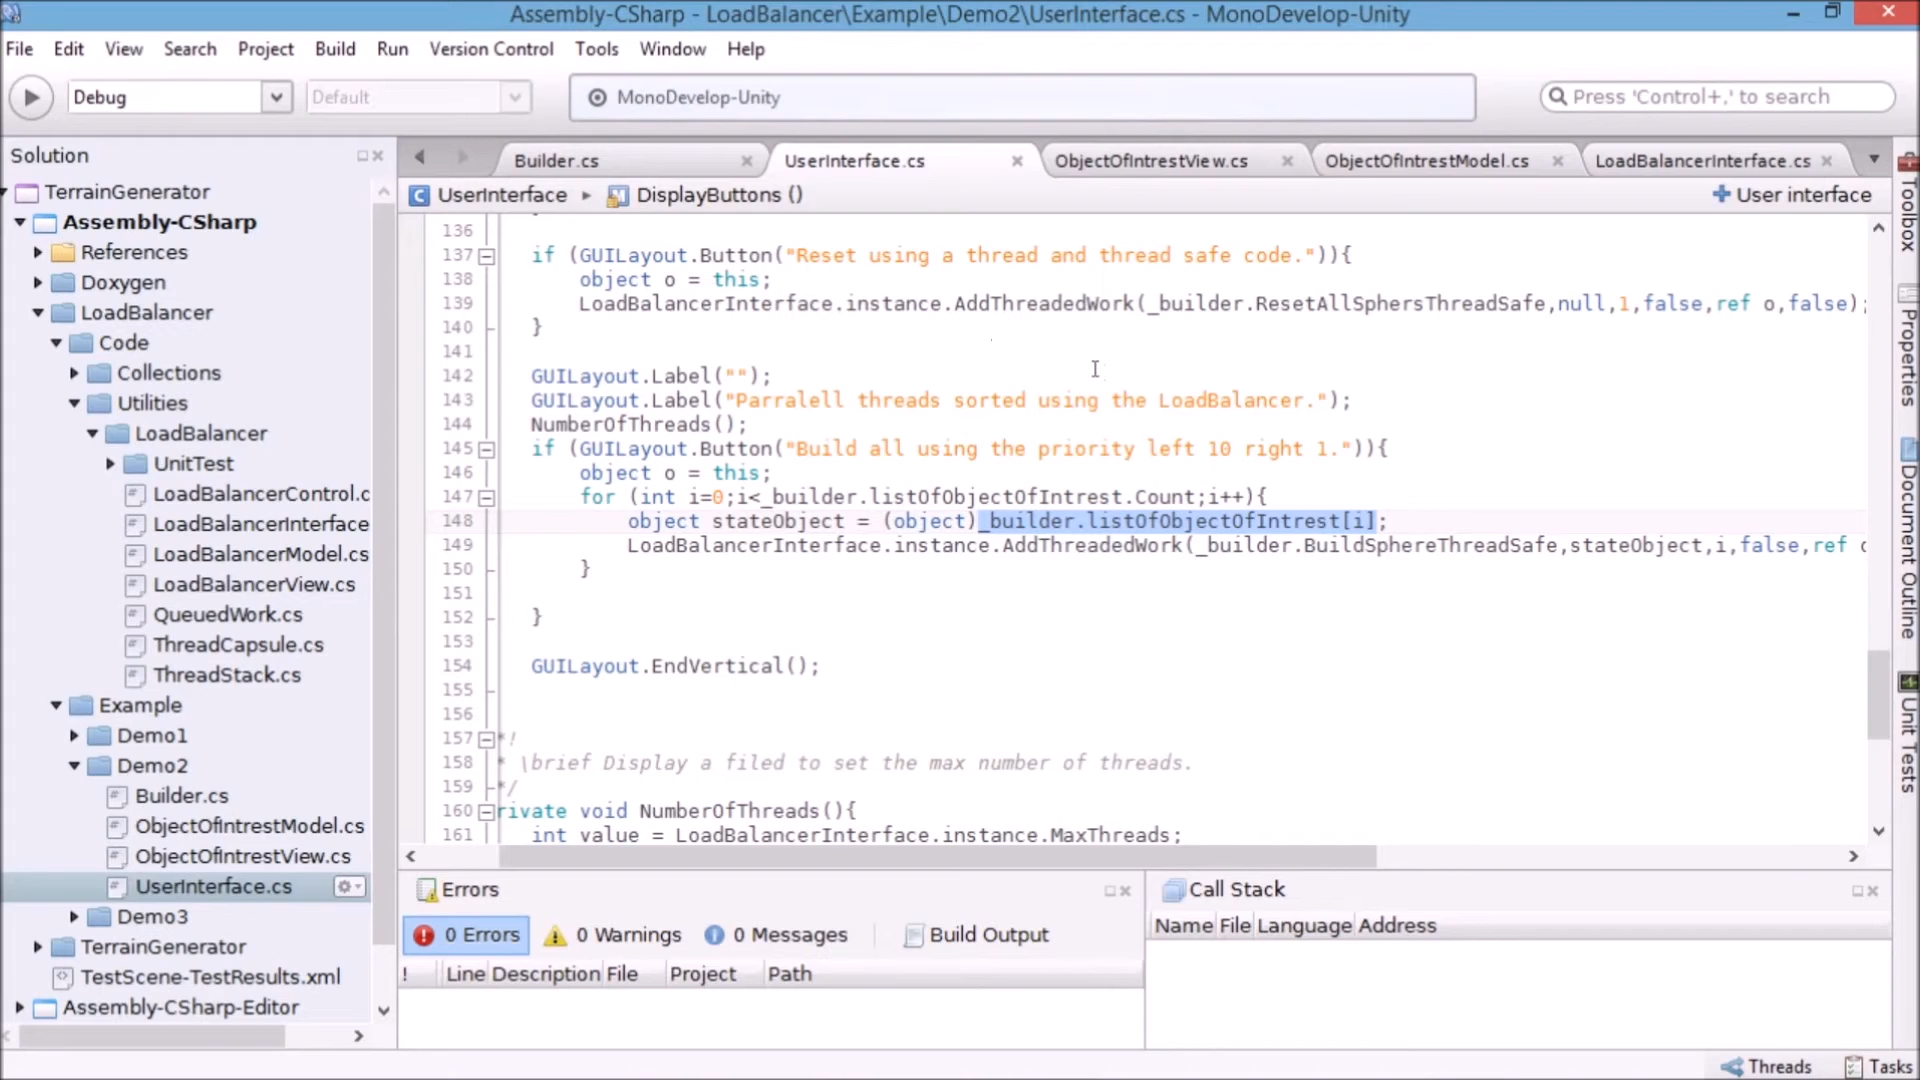 Assembly-CSharp - LoadBalancer\Example\Demo2\UserInterface.cs - MonoDevelop-Unity
File Edit View Search Project Build Run Version Control Tools Window Help
Debug Default MonoDevelop-Unity Press 'Control+,' to search
Solution
TerrainGenerator
Assembly-CSharp
References
Doxygen
LoadBalancer
Code
Collections
Utilities
LoadBalancer
UnitTest
LoadBalancerControl.c
LoadBalancerInterface
LoadBalancerModel.cs
LoadBalancerView.cs
QueuedWork.cs
ThreadCapsule.cs
ThreadStack.cs
Example
Demo1
Demo2
Builder.cs
ObjectOfIntrestModel.cs
ObjectOfIntrestView.cs
UserInterface.cs
Demo3
TerrainGenerator
TestScene-TestResults.xml
Assembly-CSharp-Editor
Builder.cs UserInterface.cs ObjectOfIntrestView.cs ObjectOfIntrestModel.cs LoadBalancerInterface.cs
UserInterface DisplayButtons () User interface
136
137 if (GUILayout.Button("Reset using a thread and thread safe code.")){
138 object o = this;
139 LoadBalancerInterface.instance.AddThreadedWork(_builder.ResetAllSphersThreadSafe,null,1,false,ref o,false);
140 }
141
142 GUILayout.Label("");
143 GUILayout.Label("Parralell threads sorted using the LoadBalancer.");
144 NumberOfThreads();
145 if (GUILayout.Button("Build all using the priority left 10 right 1.")){
146 object o = this;
147 for (int i=0;i<_builder.listOfObjectOfIntrest.Count;i++){
148 object stateObject = (object)_builder.listOfObjectOfIntrest[i];
149 LoadBalancerInterface.instance.AddThreadedWork(_builder.BuildSphereThreadSafe,stateObject,i,false,ref o
150 }
151
152 }
153
154 GUILayout.EndVertical();
155
156
157 *!
158 * \brief Display a filed to set the max number of threads.
159 */
160 rivate void NumberOfThreads(){
161 int value = LoadBalancerInterface.instance.MaxThreads;
Errors
0 Errors 0 Warnings 0 Messages Build Output
! Line Description File Project Path
Call Stack
Name File Language Address
Toolbox
Properties
Document Outline
Unit Tests
Threads Tasks